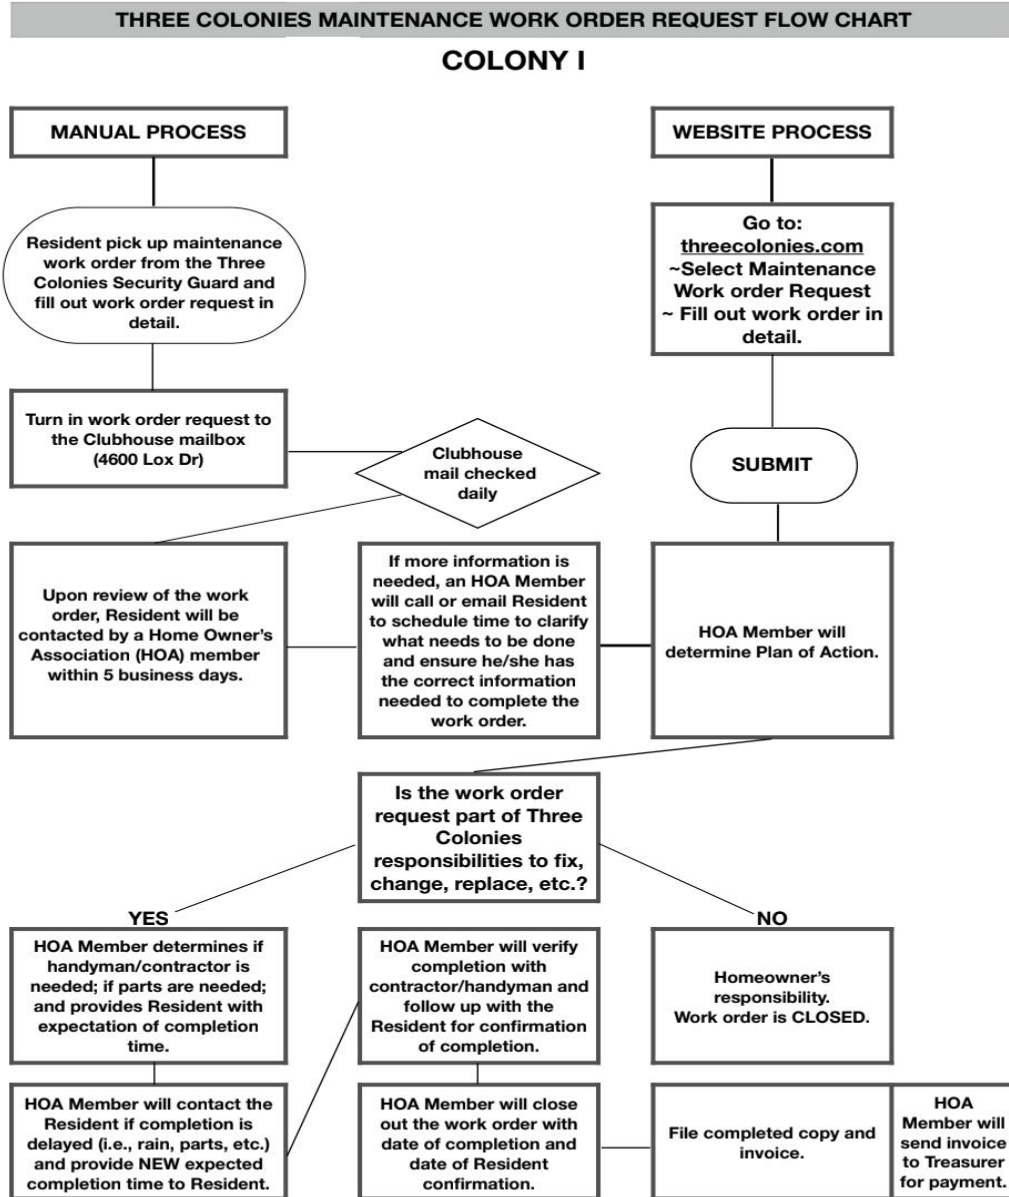 THREE COLONIES MAINTENANCE WORK ORDER REQUEST FLOW CHART
COLONY I
MANUAL PROCESS
WEBSITE PROCESS
Resident pick up maintenance
work order from the Three
Colonies Security Guard and
fill out work order request in
detail.
Go to:
threecolonies.com
~Select Maintenance
Work order Request
~ Fill out work order in
detail.
Turn in work order request to
the Clubhouse mailbox
(4600 Lox Dr)
Clubhouse
mail checked
daily
SUBMIT
Upon review of the work
order, Resident will be
contacted by a Home Owner’s
Association (HOA) member
within 5 business days.
If more information is
needed, an HOA Member
will call or email Resident
to schedule time to clarify
what needs to be done
and ensure he/she has
the correct information
needed to complete the
work order.
HOA Member will
determine Plan of Action.
Is the work order
request part of Three
Colonies
responsibilities to fix,
change, replace, etc.?
YES
NO
HOA Member determines if
handyman/contractor is
needed; if parts are needed;
and provides Resident with
expectation of completion
time.
HOA Member will verify
completion with
contractor/handyman and
follow up with the
Resident for confirmation
of completion.
Homeowner’s
responsibility.
Work order is CLOSED.
HOA Member will contact the
Resident if completion is
delayed (i.e., rain, parts, etc.)
and provide NEW expected
completion time to Resident.
HOA Member will close
out the work order with
date of completion and
date of Resident
confirmation.
File completed copy and
invoice.
HOA
Member will
send invoice
to Treasurer
for payment.